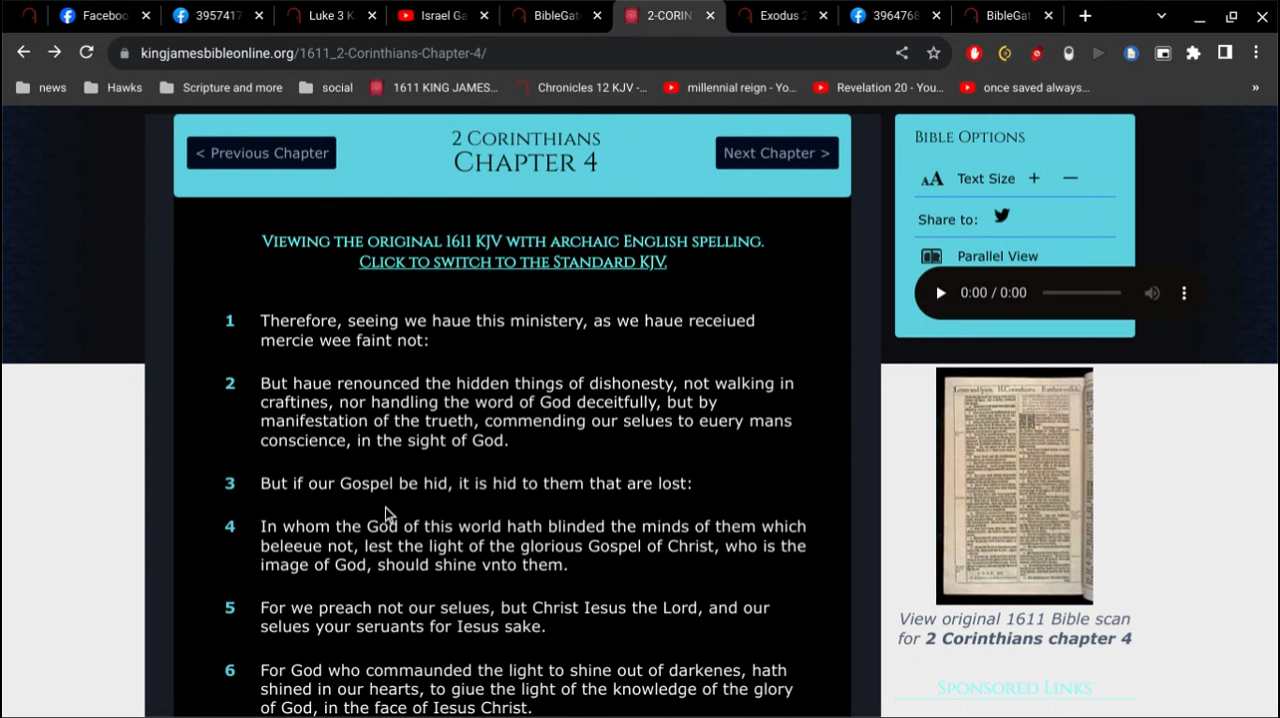 Faceboo
3957417
Luke 3 K
Israel Ga
BibleGat
2-CORIN
Exodus 2
3964768
BibleGat
kingjamesbibleonline.org/1611_2-Corinthians-Chapter-4/
news
Hawks
Scripture and more
social
1611 KING JAMES...
Chronicles 12 KJV -...
millennial reign - Yo...
Revelation 20 - You...
once saved always...
»
< Previous Chapter
2 Corinthians
Chapter 4
Next Chapter >
Viewing the original 1611 KJV with archaic English spelling.
Click to switch to the Standard KJV.
1 Therefore, seeing we haue this ministery, as we haue receiued
mercie wee faint not:
2 But haue renounced the hidden things of dishonesty, not walking in
craftines, nor handling the word of God deceitfully, but by
manifestation of the trueth, commending our selues to euery mans
conscience, in the sight of God.
3 But if our Gospel be hid, it is hid to them that are lost:
4 In whom the God of this world hath blinded the minds of them which
beleeue not, lest the light of the glorious Gospel of Christ, who is the
image of God, should shine vnto them.
5 For we preach not our selues, but Christ Iesus the Lord, and our
selues your seruants for Iesus sake.
6 For God who commaunded the light to shine out of darkenes, hath
shined in our hearts, to giue the light of the knowledge of the glory
of God, in the face of Iesus Christ.
Bible Options
AA Text Size + —
Share to:
Parallel View
0:00 / 0:00
View original 1611 Bible scan
for 2 Corinthians chapter 4
Sponsored Links